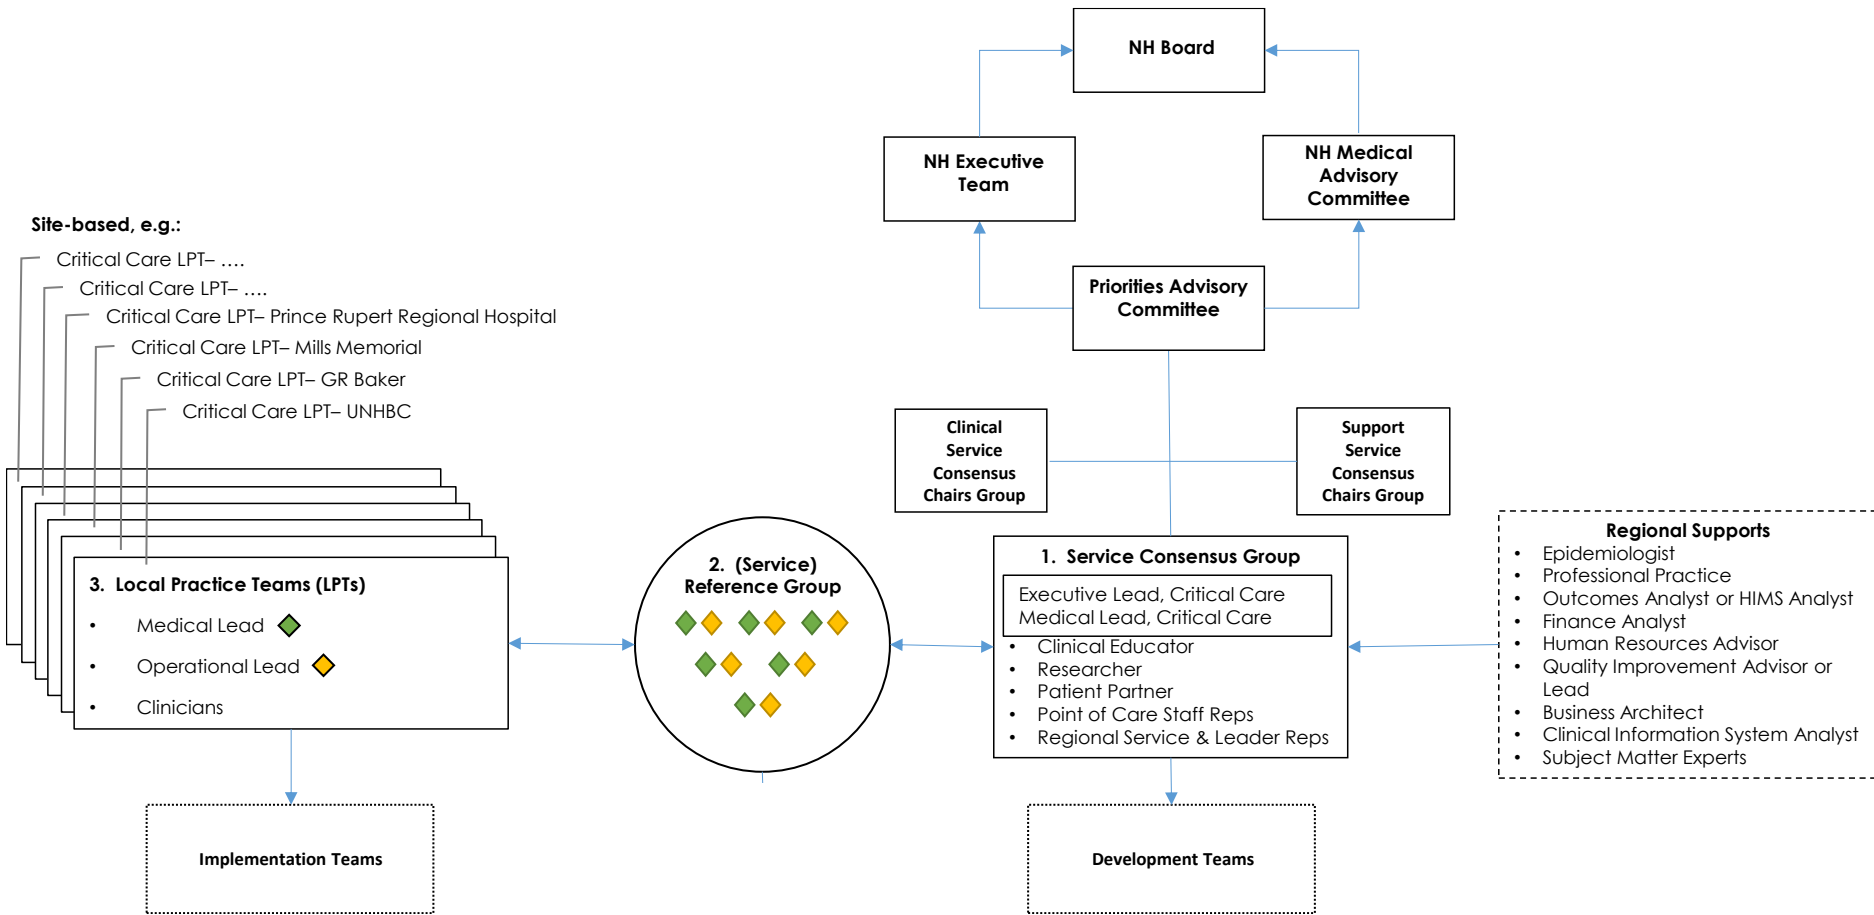 NH Board
NH Executive
Team
NH Medical
Advisory
Committee
Site-based, e.g.:
Critical Care LPT– ....
Critical Care LPT– ....
Critical Care LPT– Prince Rupert Regional Hospital
Critical Care LPT– Mills Memorial
Critical Care LPT– GR Baker
Critical Care LPT– UNHBC
Priorities Advisory
Committee
Clinical
Service
Consensus
Chairs Group
Support
Service
Consensus
Chairs Group
3. Local Practice Teams (LPTs)
• Medical Lead
• Operational Lead
• Clinicians
2. (Service)
Reference Group
1. Service Consensus Group
Executive Lead, Critical Care
Medical Lead, Critical Care
• Clinical Educator
• Researcher
• Patient Partner
• Point of Care Staff Reps
• Regional Service & Leader Reps
Regional Supports
• Epidemiologist
• Professional Practice
• Outcomes Analyst or HIMS Analyst
• Finance Analyst
• Human Resources Advisor
• Quality Improvement Advisor or
Lead
• Business Architect
• Clinical Information System Analyst
• Subject Matter Experts
Implementation Teams
Development Teams